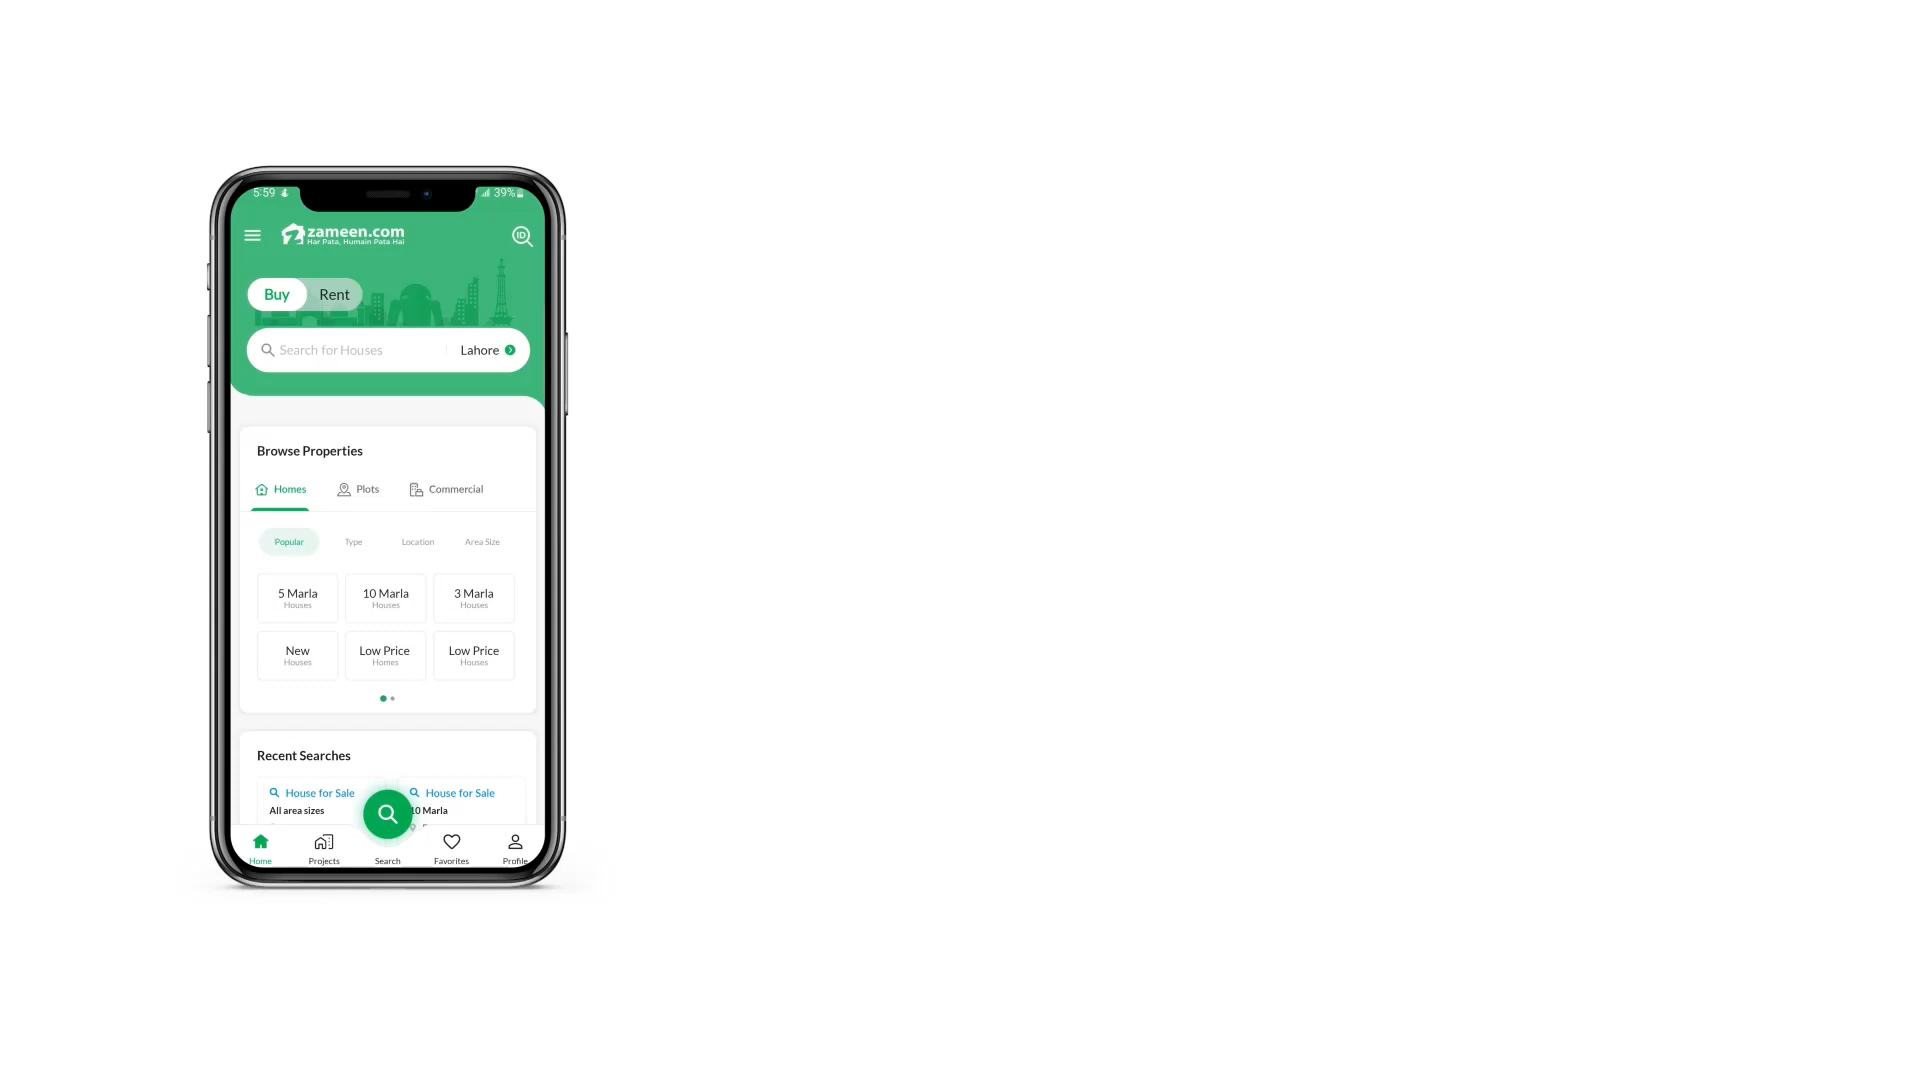 5:59
39%
zameen.com
Har Pata, Humain Pata Hai
ID
Buy Rent
Search for Houses Lahore
Browse Properties
Homes Plots Commercial
Popular Type Location Area Size
5 Marla 10 Marla 3 Marla
Houses Houses Houses
New Low Price Low Price
Houses Homes Houses
Recent Searches
House for Sale House for Sale
All area sizes 10 Marla
Home Projects Search Favorites Profile